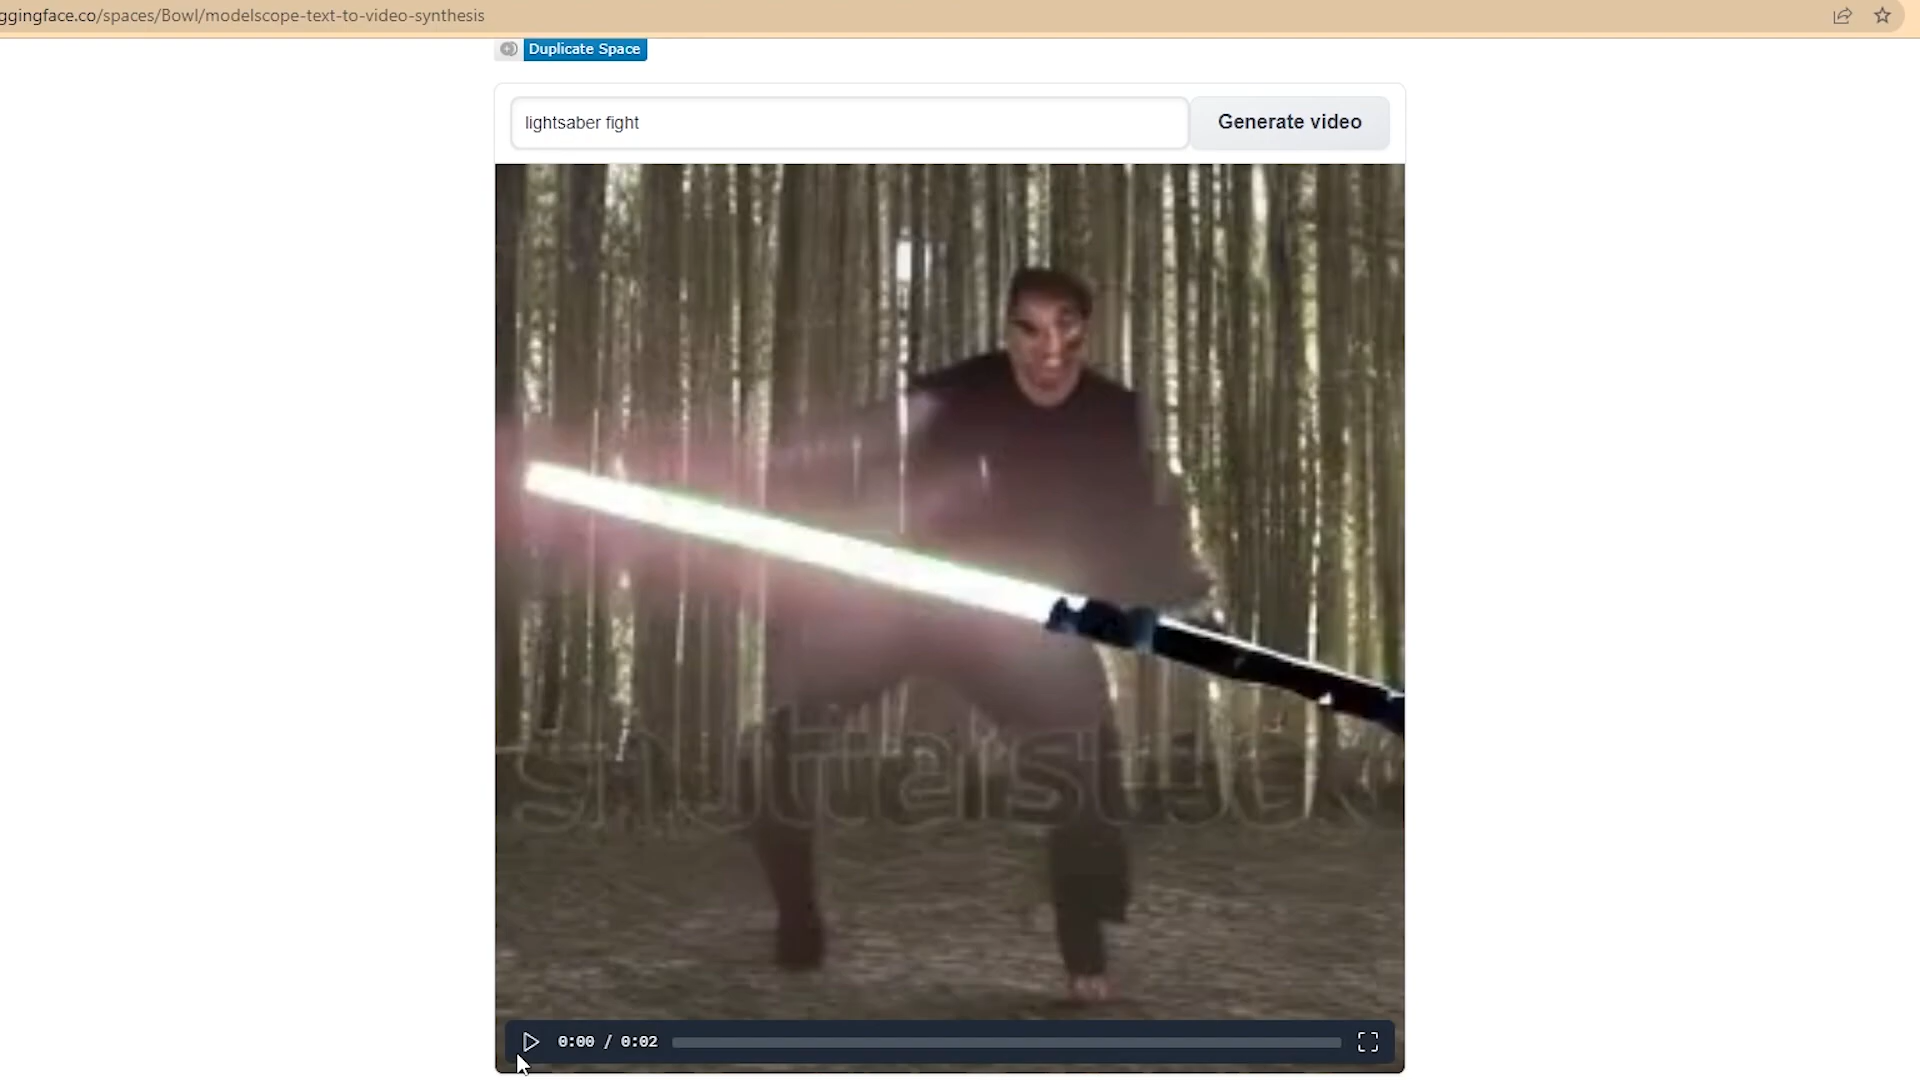 ggingface.co/spaces/Bowl/modelscope-text-to-video-synthesis
Duplicate Space
lightsaber fight
Generate video
0:00 / 0:02